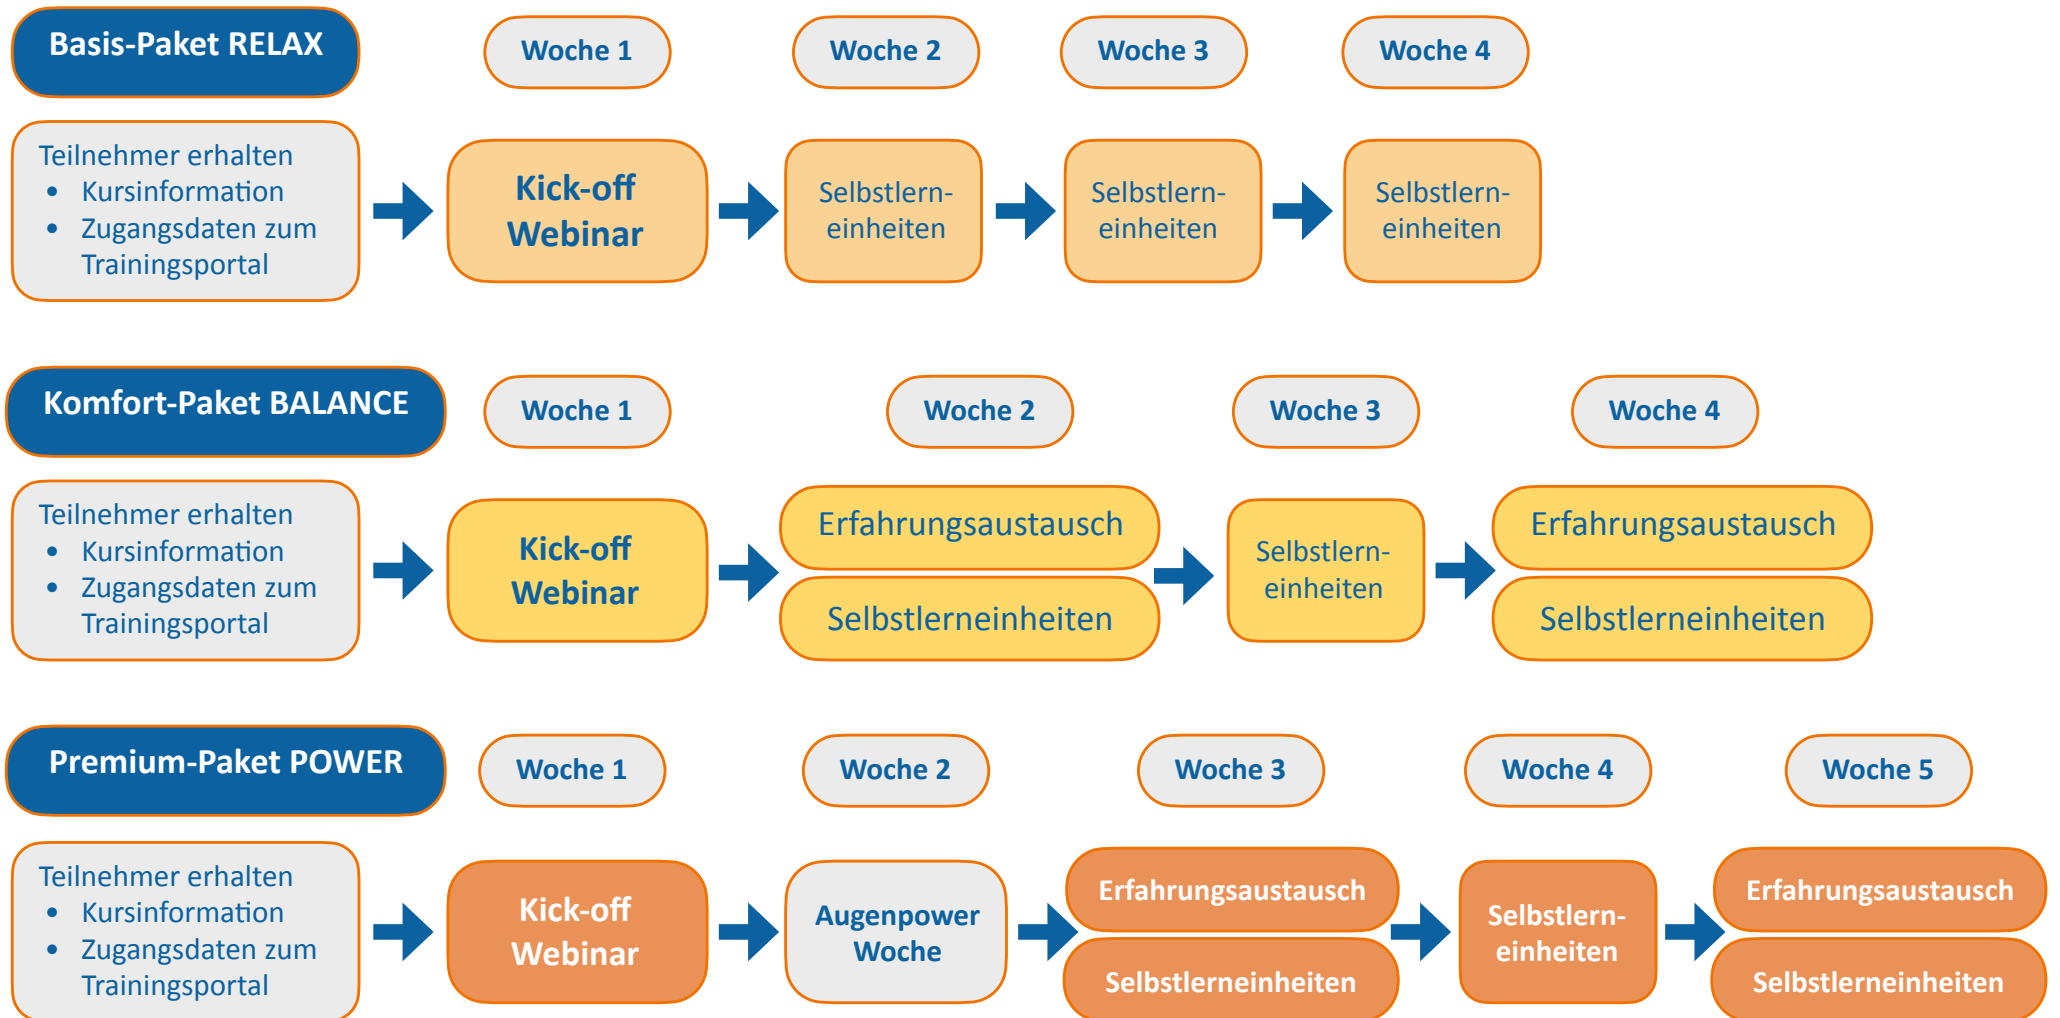 Basis-Paket RELAX
Woche 1
Woche 2
Woche 3
Woche 4
Teilnehmer erhalten
• Kursinformation
• Zugangsdaten zum
Trainingsportal
Kick-off
Webinar
Selbstlern-
einheiten
Selbstlern-
einheiten
Selbstlern-
einheiten
Komfort-Paket BALANCE
Woche 1
Woche 2
Woche 3
Woche 4
Teilnehmer erhalten
• Kursinformation
• Zugangsdaten zum
Trainingsportal
Kick-off
Webinar
Erfahrungsaustausch
Selbstlerneinheiten
Selbstlern-
einheiten
Erfahrungsaustausch
Selbstlerneinheiten
Premium-Paket POWER
Woche 1
Woche 2
Woche 3
Woche 4
Woche 5
Teilnehmer erhalten
• Kursinformation
• Zugangsdaten zum
Trainingsportal
Kick-off
Webinar
Augenpower
Woche
Erfahrungsaustausch
Selbstlerneinheiten
Selbstlern-
einheiten
Erfahrungsaustausch
Selbstlerneinheiten